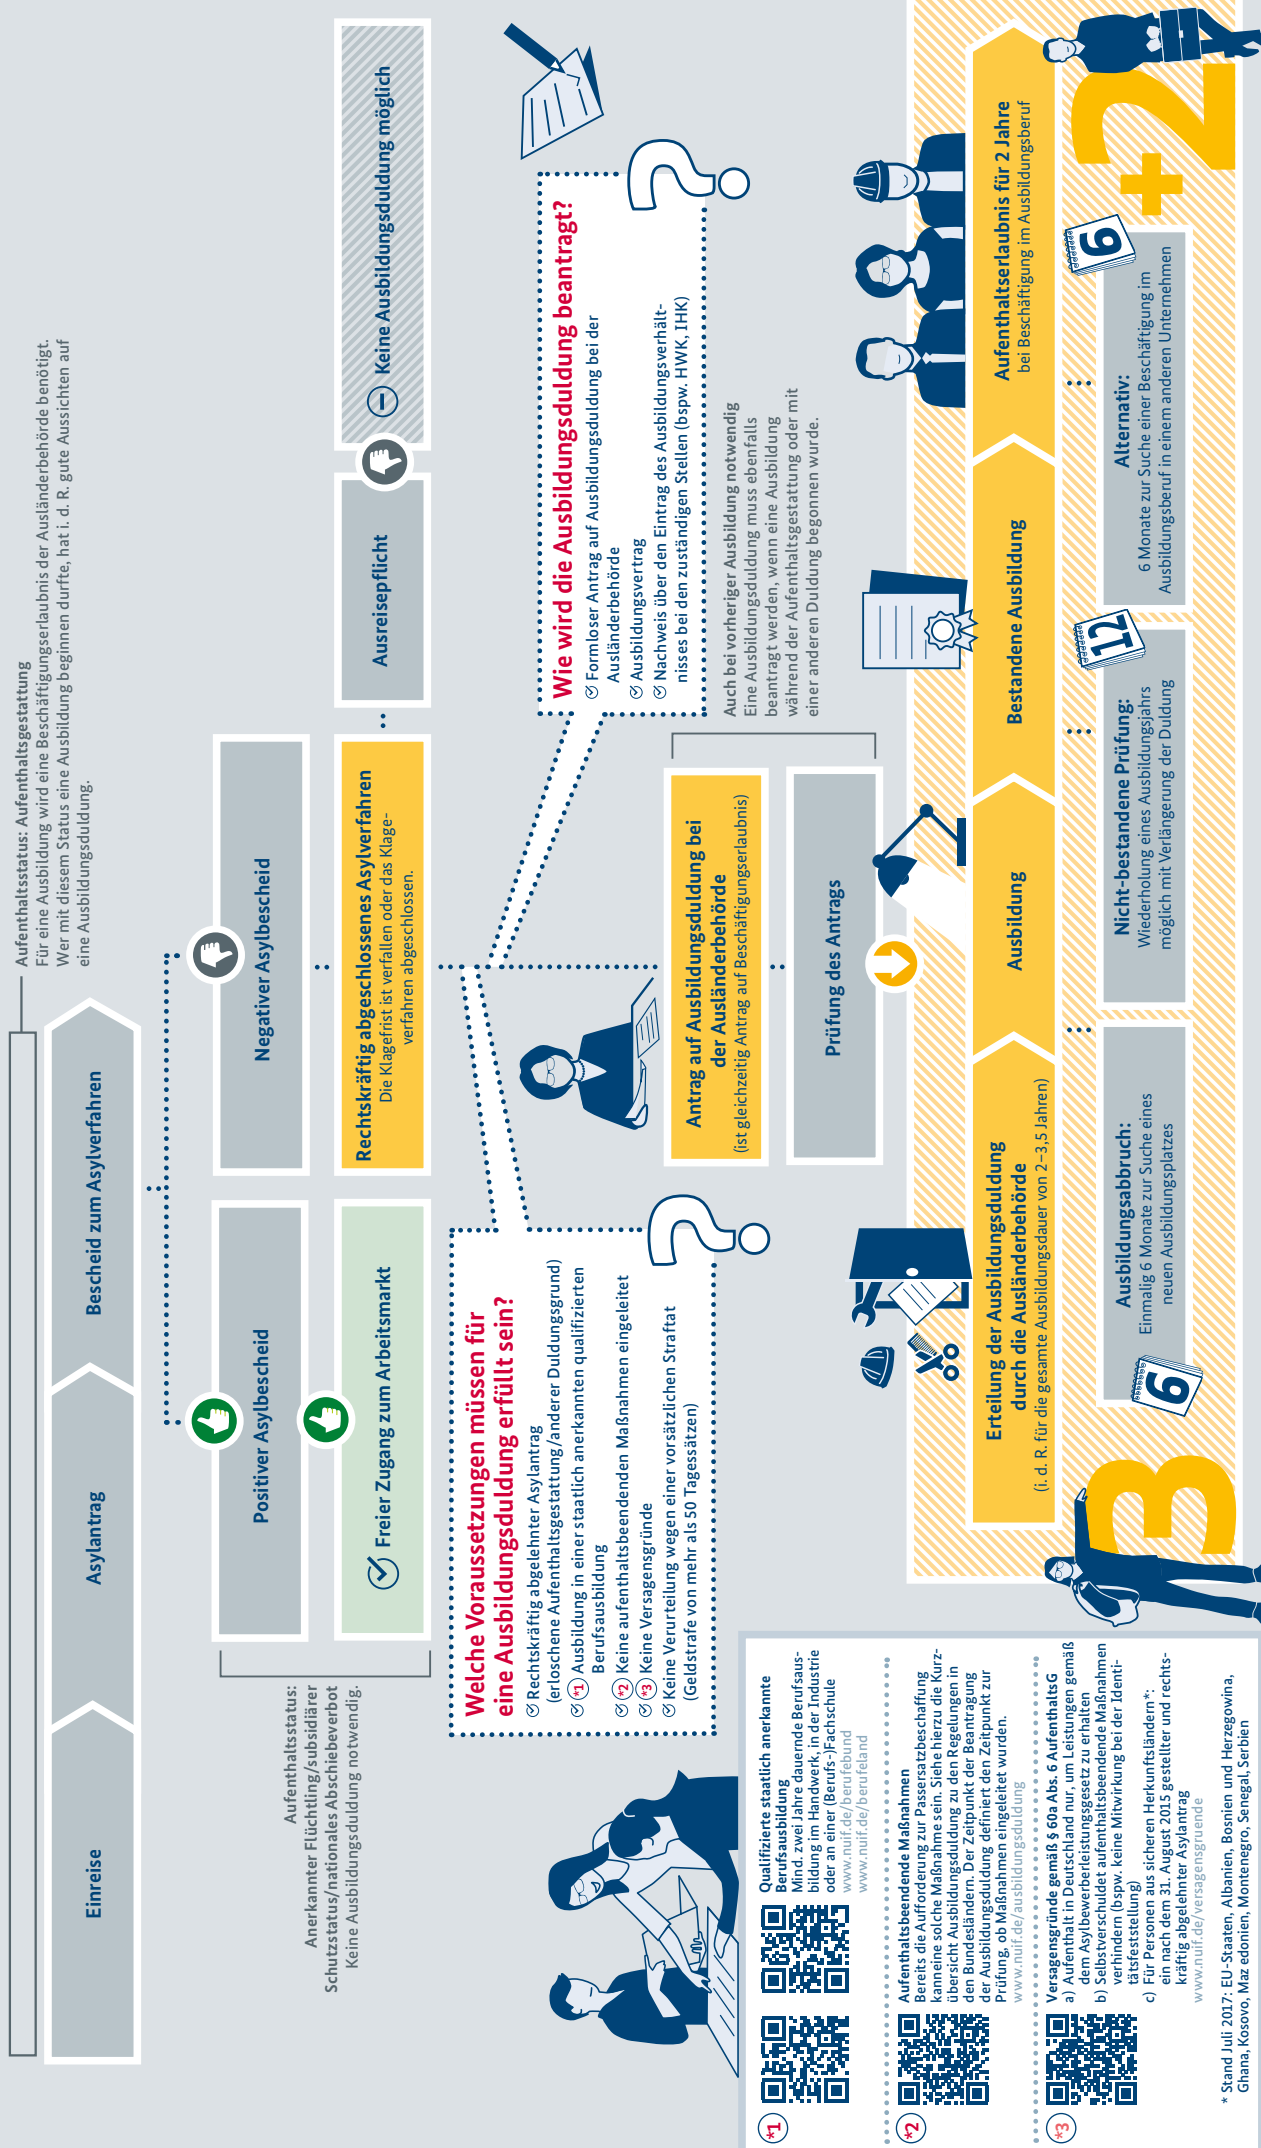 Aufenthaltsstatus: Aufenthaltsgestattung
Für eine Ausbildung wird eine Beschäftigungserlaubnis der Ausländerbehörde benötigt.
Wer mit diesem Status eine Ausbildung beginnen durfte, hat i. d. R. gute Aussichten auf
eine Ausbildungsduldung.
Einreise
Asylantrag
Bescheid zum Asylverfahren
Aufenthaltsstatus:
Anerkannter Flüchtling/subsidiärer
Schutzstatus/nationales Abschiebeverbot
Keine Ausbildungsduldung notwendig.
Positiver Asylbescheid
Freier Zugang zum Arbeitsmarkt
Negativer Asylbescheid
Rechtskräftig abgeschlossenes Asylverfahren
Die Klagefrist ist verfallen oder das Klage-
verfahren abgeschlossen.
Ausreisepflicht
Keine Ausbildungsduldung möglich
Welche Voraussetzungen müssen für
eine Ausbildungsduldung erfüllt sein?
Rechtskräftig abgelehnter Asylantrag
(erloschene Aufenthaltsgestattung/anderer Duldungsgrund)
*1 Ausbildung in einer staatlich anerkannten qualifizierten
Berufsausbildung
*2 Keine aufenthaltsbeendenden Maßnahmen eingeleitet
*3 Keine Versagensgründe
Keine Verurteilung wegen einer vorsätzlichen Straftat
(Geldstrafe von mehr als 50 Tagessätzen)
?
Wie wird die Ausbildungsduldung beantragt?
Formloser Antrag auf Ausbildungsduldung bei der
Ausländerbehörde
Ausbildungsvertrag
Nachweis über den Eintrag des Ausbildungsverhält-
nisses bei den zuständigen Stellen (bspw. HWK, IHK)
?
Antrag auf Ausbildungsduldung bei
der Ausländerbehörde
(ist gleichzeitig Antrag auf Beschäftigungserlaubnis)
Prüfung des Antrags
Auch bei vorheriger Ausbildung notwendig
Eine Ausbildungsduldung muss ebenfalls
beantragt werden, wenn eine Ausbildung
während der Aufenthaltsgestattung oder mit
einer anderen Duldung begonnen wurde.
Erteilung der Ausbildungsduldung
durch die Ausländerbehörde
(i. d. R. für die gesamte Ausbildungsdauer von 2–3,5 Jahren)
Ausbildung
Bestandene Ausbildung
Aufenthaltserlaubnis für 2 Jahre
bei Beschäftigung im Ausbildungsberuf
3
6
Ausbildungsabbruch:
Einmalig 6 Monate zur Suche eines
neuen Ausbildungsplatzes
Nicht-bestandene Prüfung:
Wiederholung eines Ausbildungsjahrs
möglich mit Verlängerung der Duldung
12
Alternativ:
6 Monate zur Suche einer Beschäftigung im
Ausbildungsberuf in einem anderen Unternehmen
6
+2
*1
Qualifizierte staatlich anerkannte
Berufsausbildung
Mind. zwei Jahre dauernde Berufsaus-
bildung im Handwerk, in der Industrie
oder an einer (Berufs-)Fachschule
www.nuif.de/berufebund
www.nuif.de/berufeland
*2
Aufenthaltsbeendende Maßnahmen
Bereits die Aufforderung zur Passersatzbeschaffung
kanneine solche Maßnahme sein. Siehe hierzu die Kurz-
übersicht Ausbildungsduldung zu den Regelungen in
den Bundesländern. Der Zeitpunkt der Beantragung
der Ausbildungsduldung definiert den Zeitpunkt zur
Prüfung, ob Maßnahmen eingeleitet wurden.
www.nuif.de/ausbildungsduldung
*3
Versagensgründe gemäß § 60a Abs. 6 AufenthaltsG
a) Aufenthalt in Deutschland nur, um Leistungen gemäß
dem Asylbewerberleistungsgesetz zu erhalten
b) Selbstverschuldet aufenthaltsbeendende Maßnahmen
verhindern (bspw. keine Mitwirkung bei der Identi-
tätsfeststellung)
c) Für Personen aus sicheren Herkunftsländern*:
ein nach dem 31. August 2015 gestellter und rechts-
kräftig abgelehnter Asylantrag
www.nuif.de/versagensgruende
* Stand Juli 2017: EU-Staaten, Albanien, Bosnien und Herzegowina,
Ghana, Kosovo, Maz edonien, Montenegro, Senegal, Serbien